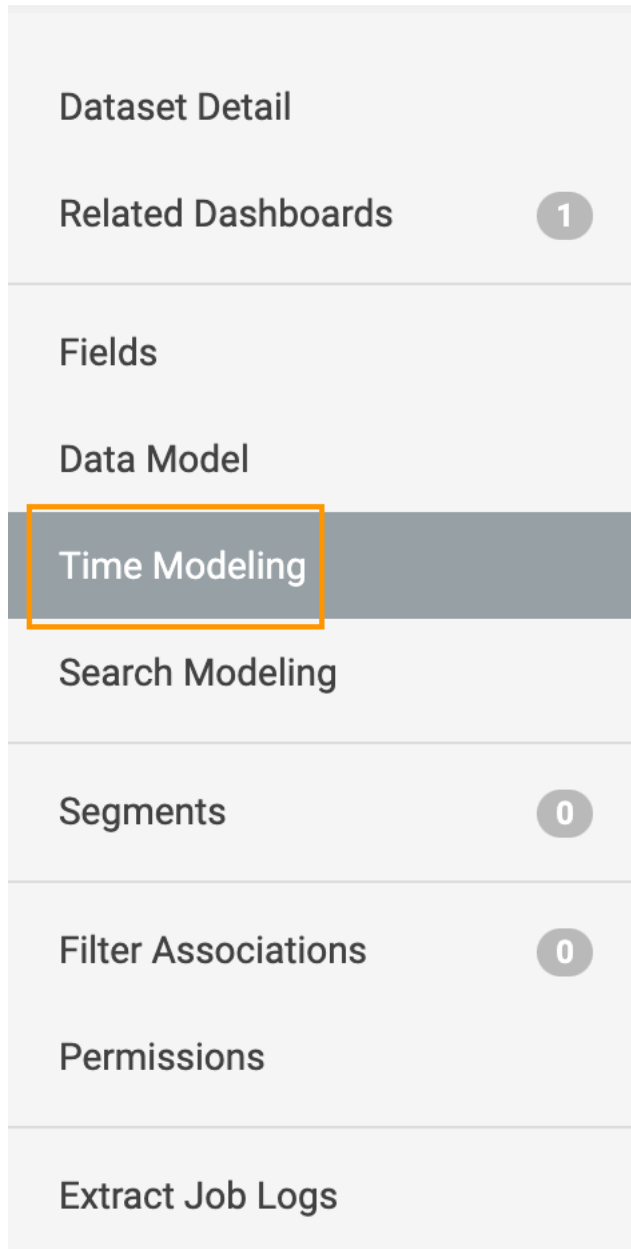 Dataset Detail
Related Dashboards 1
Fields
Data Model
Time Modeling
Search Modeling
Segments 0
Filter Associations 0
Permissions
Extract Job Logs